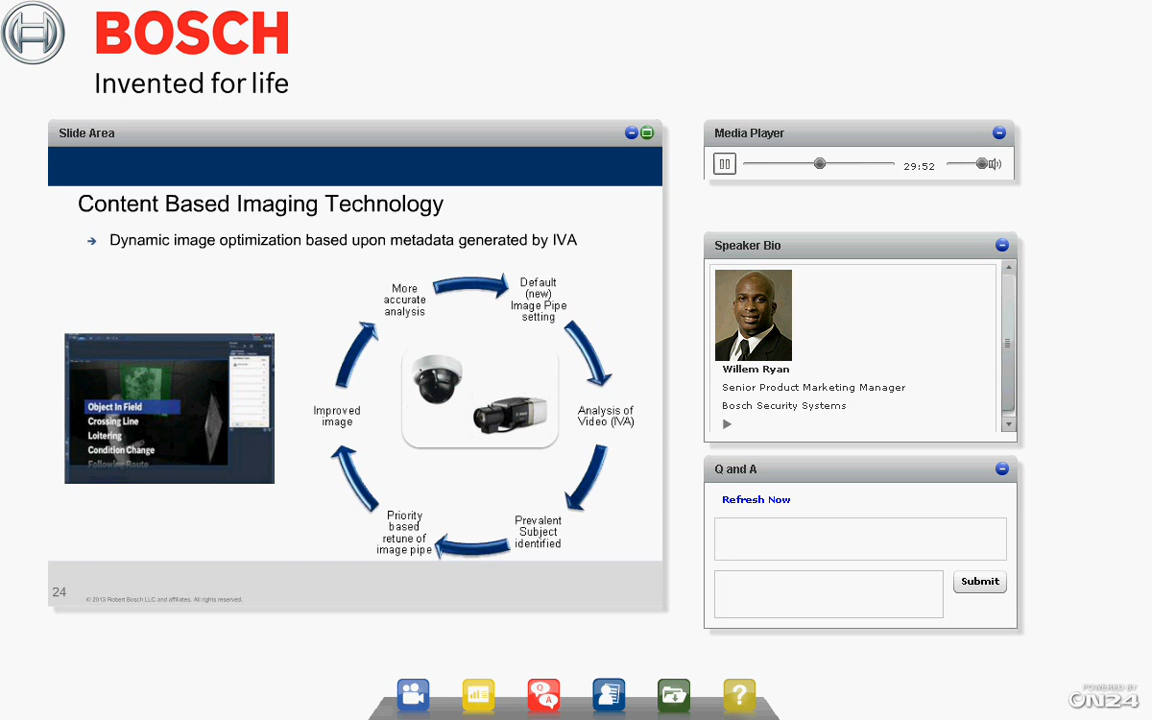 BOSCH
Invented for life
Slide Area
Content Based Imaging Technology
Dynamic image optimization based upon metadata generated by IVA
Object In Field
Crossing Line
Loitering
Condition Change
Following Route
More
accurate
analysis
Default
(new)
Image Pipe
setting
Improved
image
Analysis of
Video (IVA)
Priority
based
retune of
image pipe
Prevalent
Subject
identified
24
© 2013 Robert Bosch LLC and affiliates. All rights reserved.
Media Player
29:52
Speaker Bio
Willem Ryan
Senior Product Marketing Manager
Bosch Security Systems
Q and A
Refresh Now
Submit
Q
A
?
POWERED BY
ON24